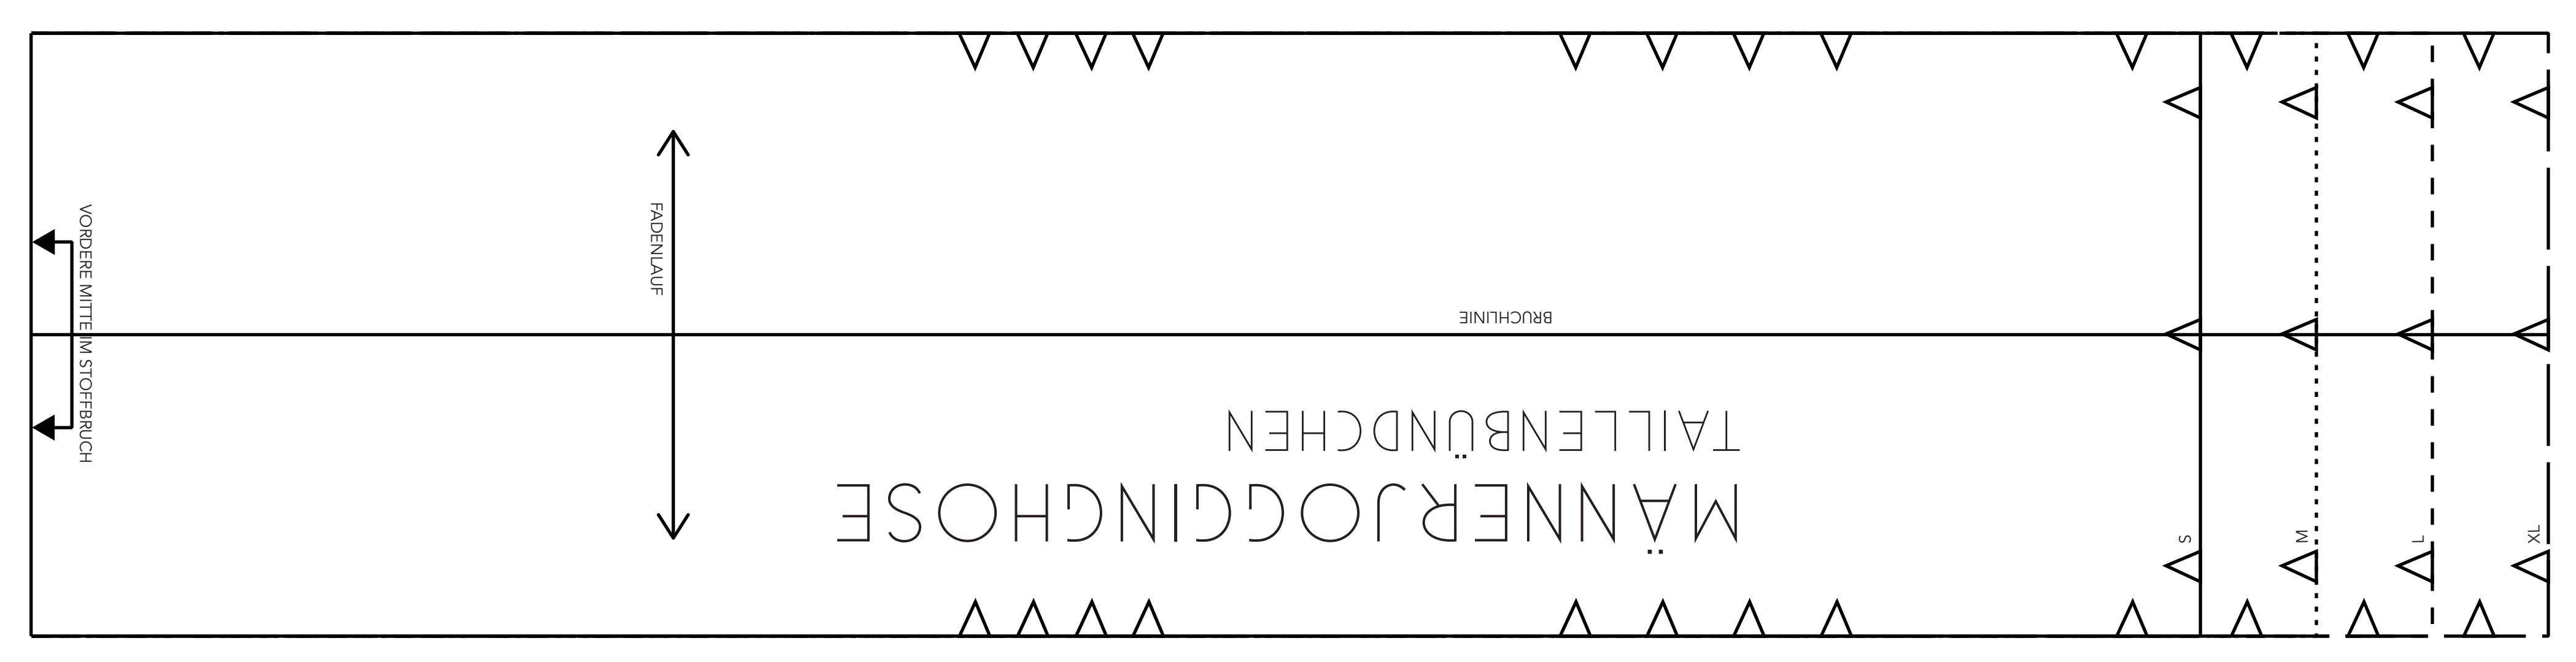 MÄNNERJOGGINGHOSE
TAILLENBÜNDCHEN
BRUCHLINIE
FADENLAUF
VORDERE MITTE IM STOFFBRUCH
S
M
L
XL